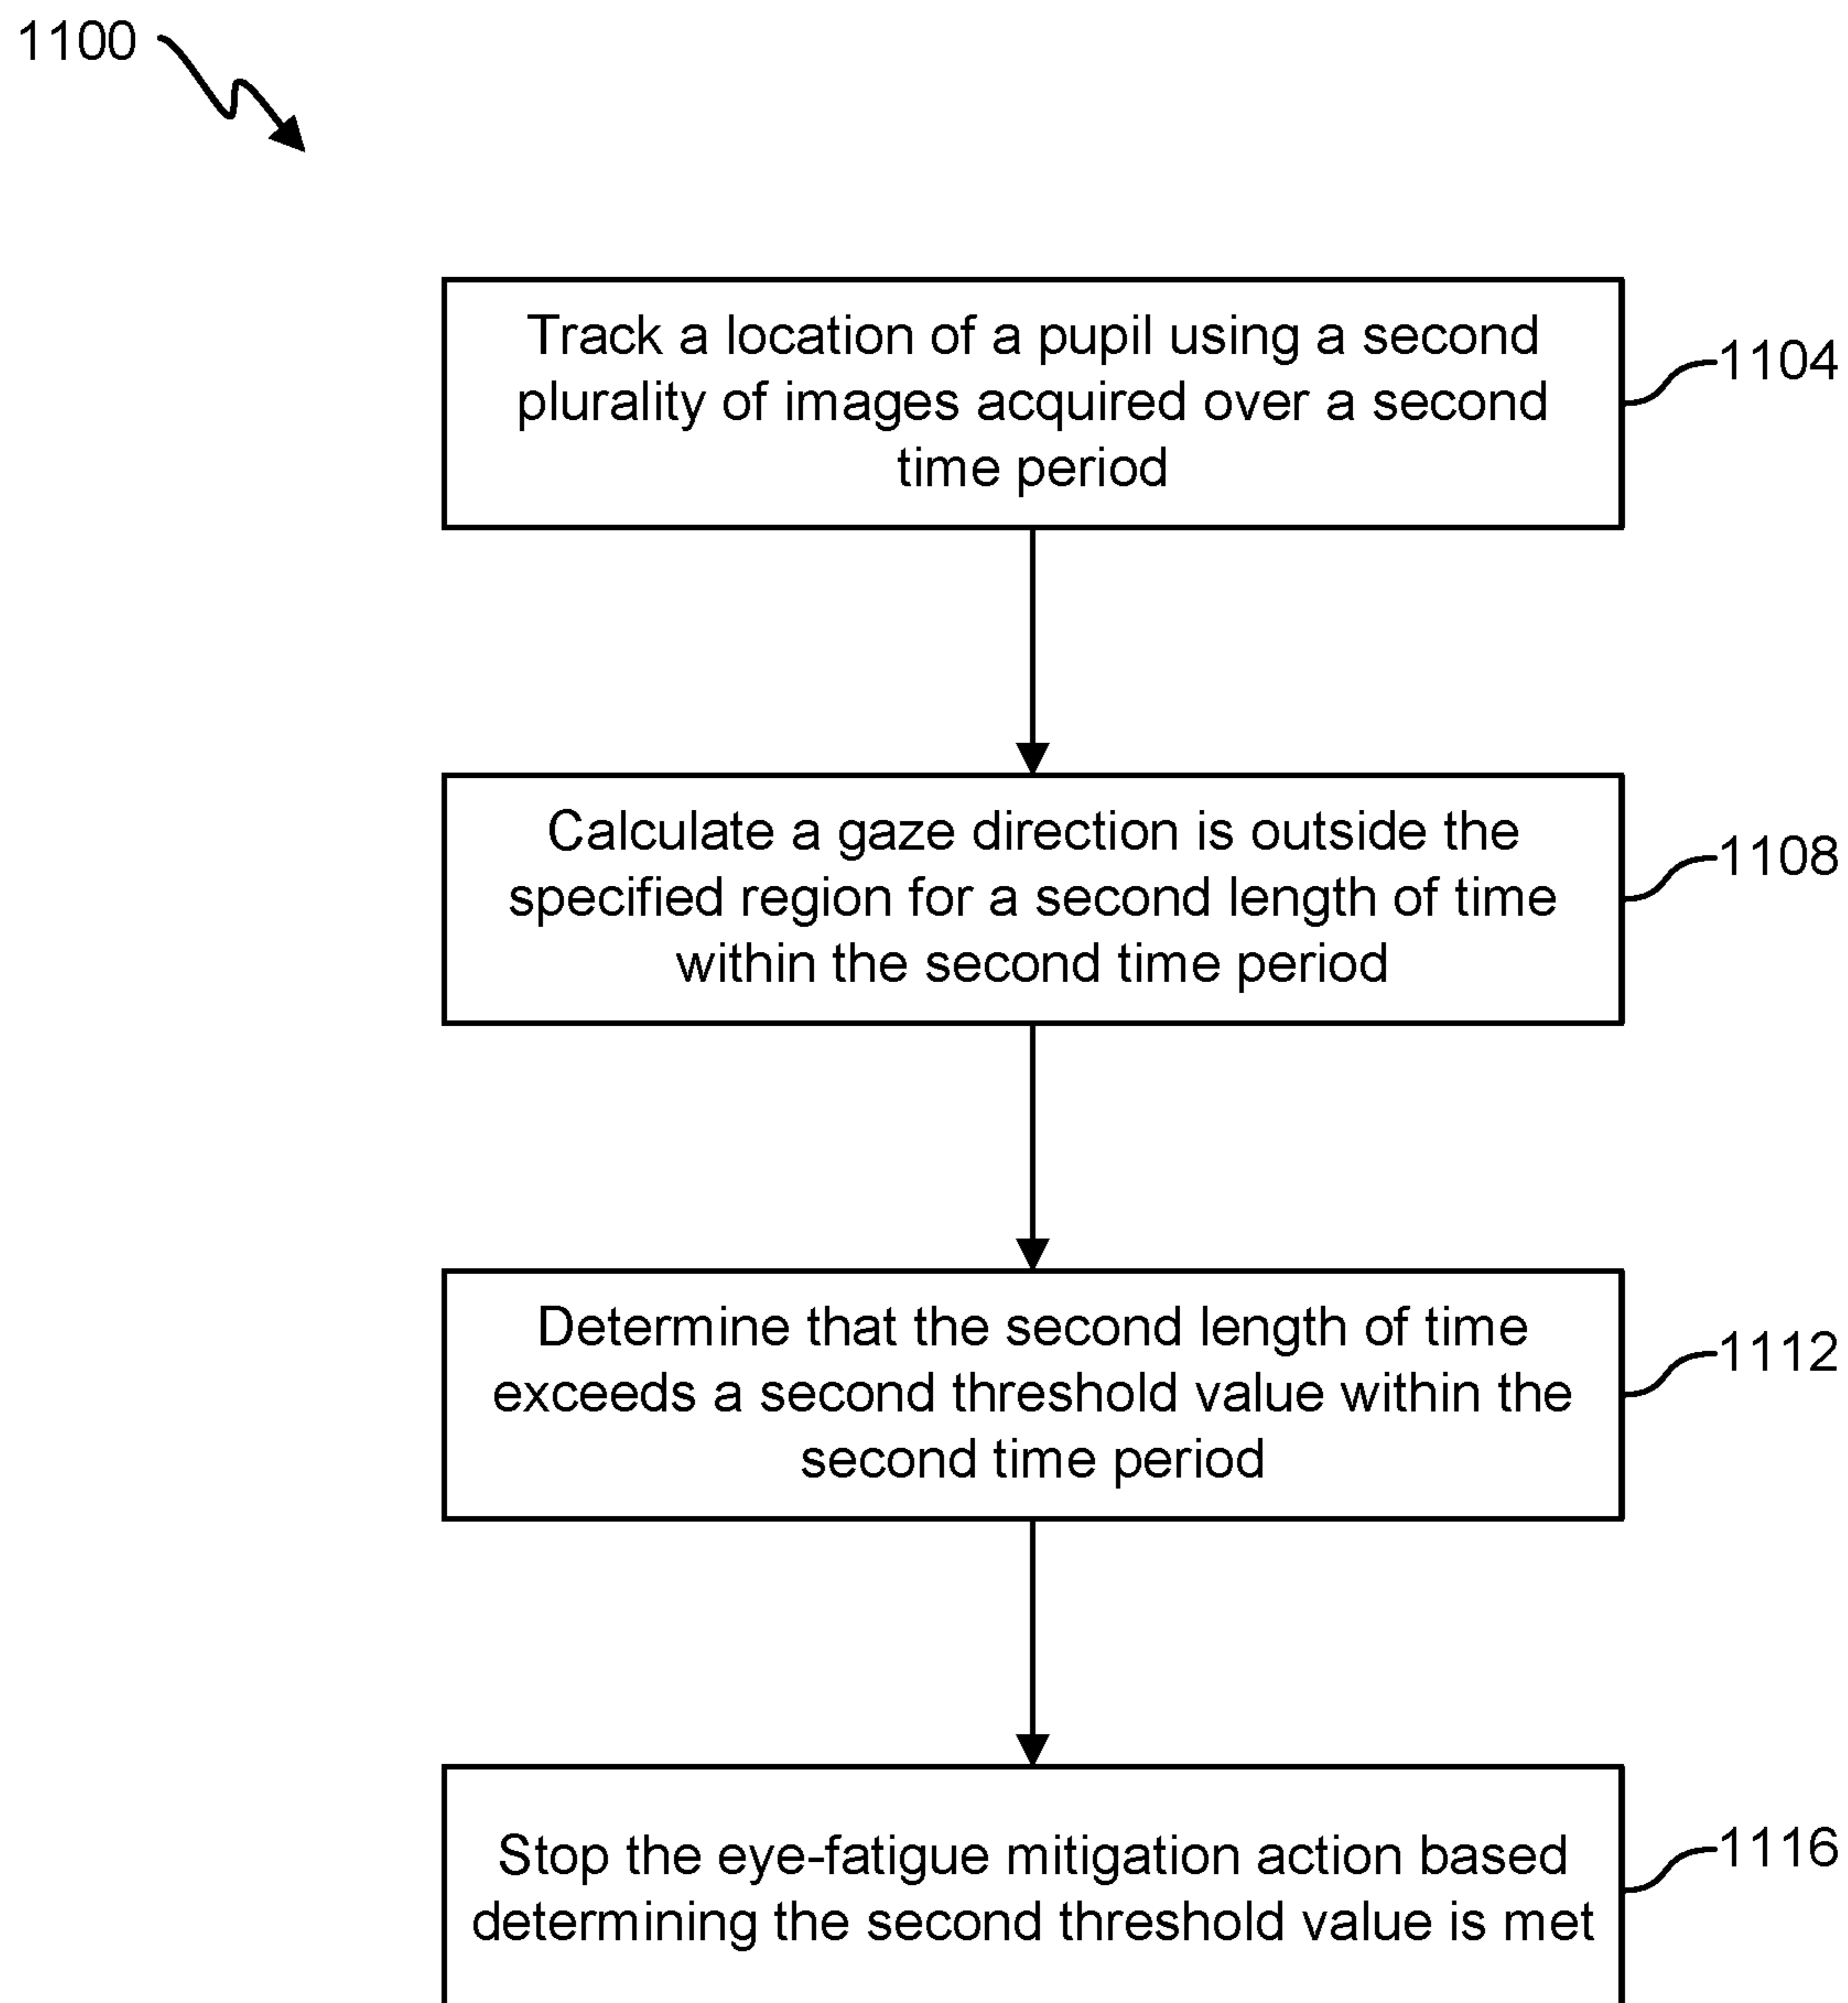 1100
Track a location of a pupil using a second
plurality of images acquired over a second
time period
1104
Calculate a gaze direction is outside the
specified region for a second length of time
within the second time period
1108
Determine that the second length of time
exceeds a second threshold value within the
second time period
1112
Stop the eye-fatigue mitigation action based
determining the second threshold value is met
1116